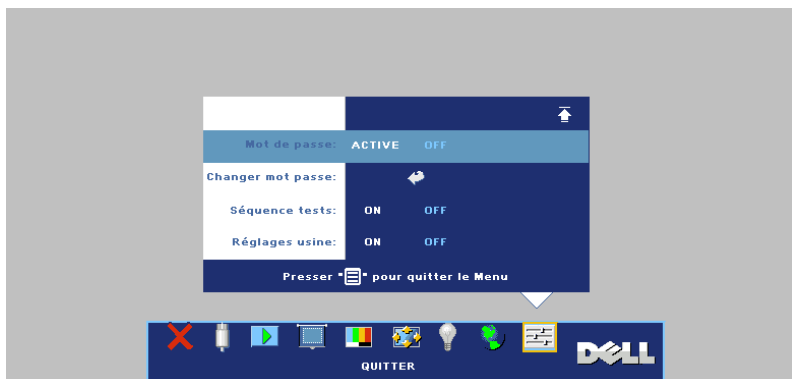 Mot de passe: ACTIVE OFF
Changer mot passe:
Séquence tests: ON OFF
Réglages usine: ON OFF
Presser "" pour quitter le Menu
QUITTER
DELL